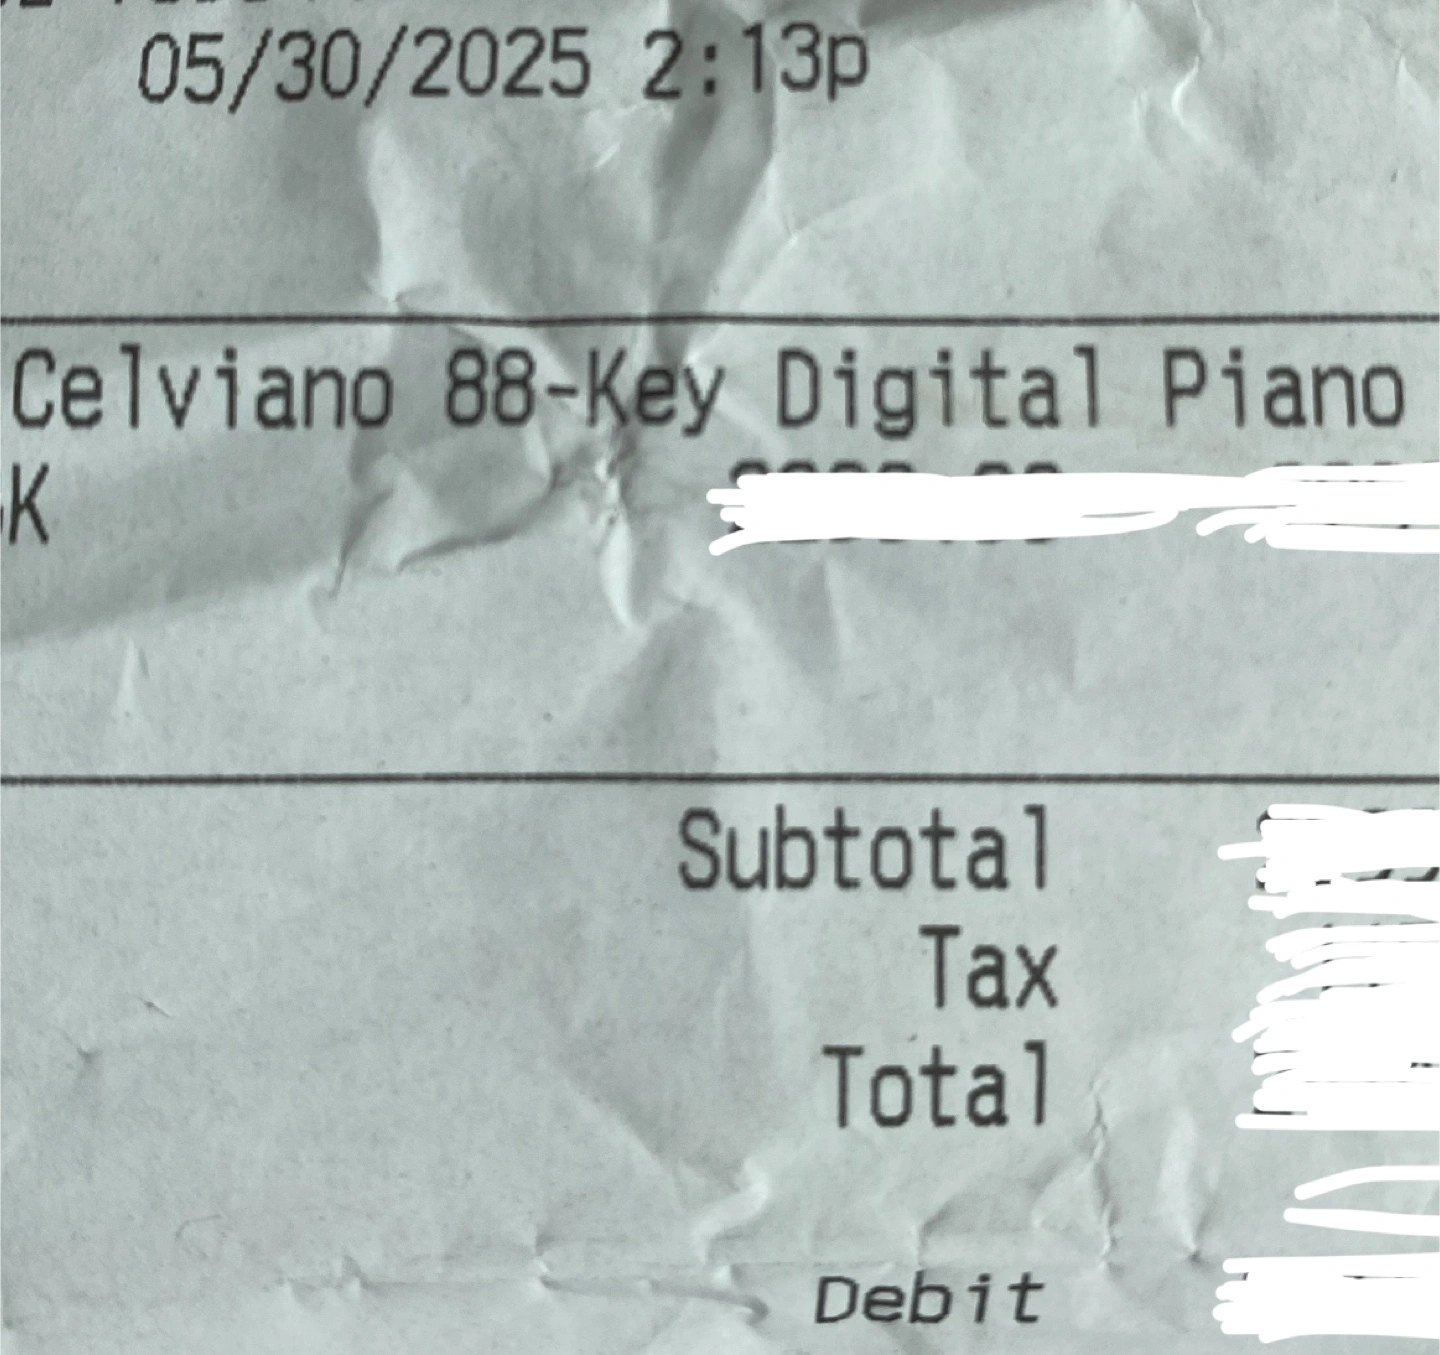 05/30/2025 2:13p
Celviano 88-Key Digital Piano
K
Subtotal
Tax
Total
Debit